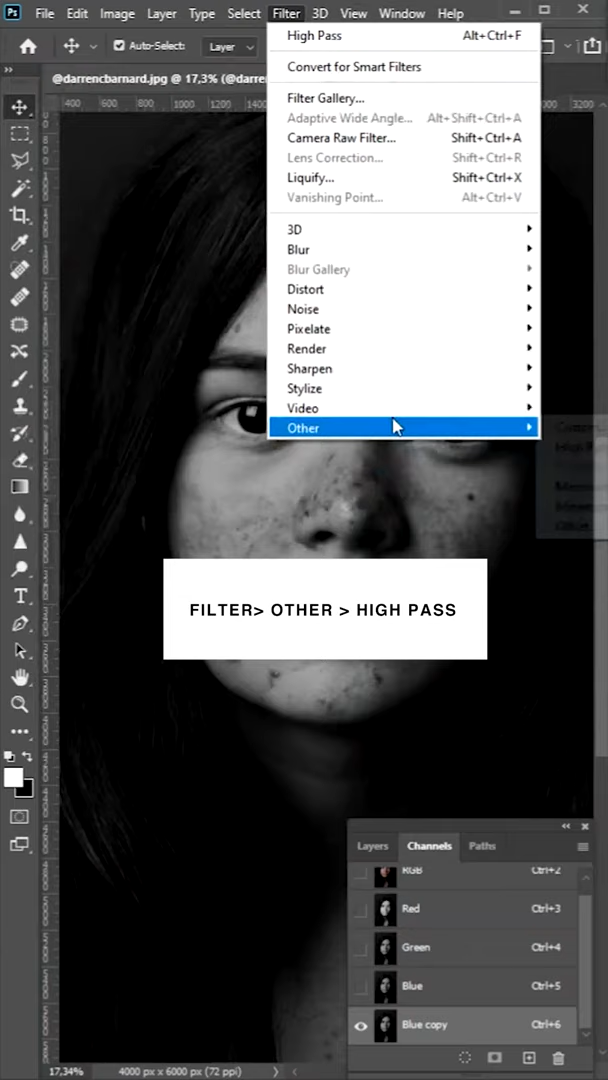 Ps File Edit Image Layer Type Select Filter 3D View Window Help
Auto-Select: Layer
@darrencbarnard.jpg @ 17,3% (@darren
400 600 800 1000 1200 1400 3200
High Pass Alt+Ctrl+F
Convert for Smart Filters
Filter Gallery...
Adaptive Wide Angle... Alt+Shift+Ctrl+A
Camera Raw Filter... Shift+Ctrl+A
Lens Correction... Shift+Ctrl+R
Liquify... Shift+Ctrl+X
Vanishing Point... Alt+Ctrl+V
3D
Blur
Blur Gallery
Distort
Noise
Pixelate
Render
Sharpen
Stylize
Video
Other
FILTER> OTHER > HIGH PASS
Layers Channels Paths
RGB Ctrl+2
Red Ctrl+3
Green Ctrl+4
Blue Ctrl+5
Blue copy Ctrl+6
17,34% 4000 px x 6000 px (72 ppi)